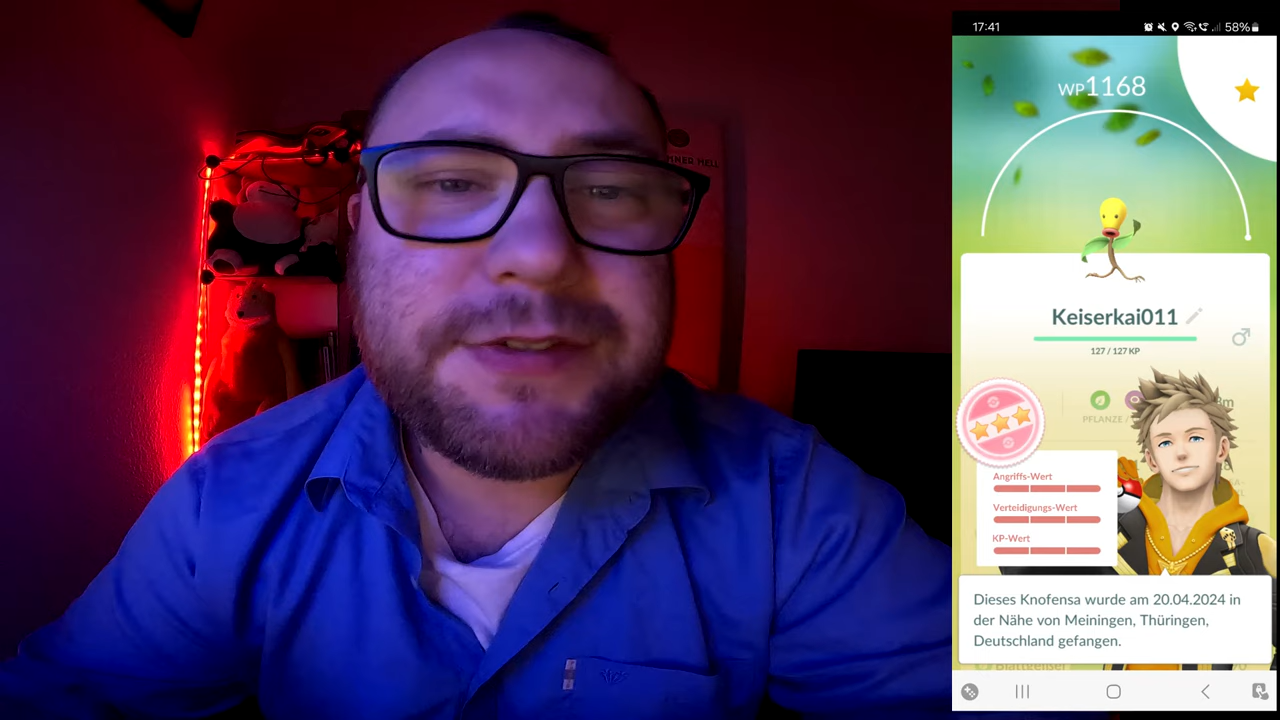 17:41
58%
WP1168
Keiserkai011
127 / 127 KP
PFLANZE /
Angriffs-Wert
Verteidigungs-Wert
KP-Wert
Dieses Knofensa wurde am 20.04.2024 in
der Nähe von Meiningen, Thüringen,
Deutschland gefangen.